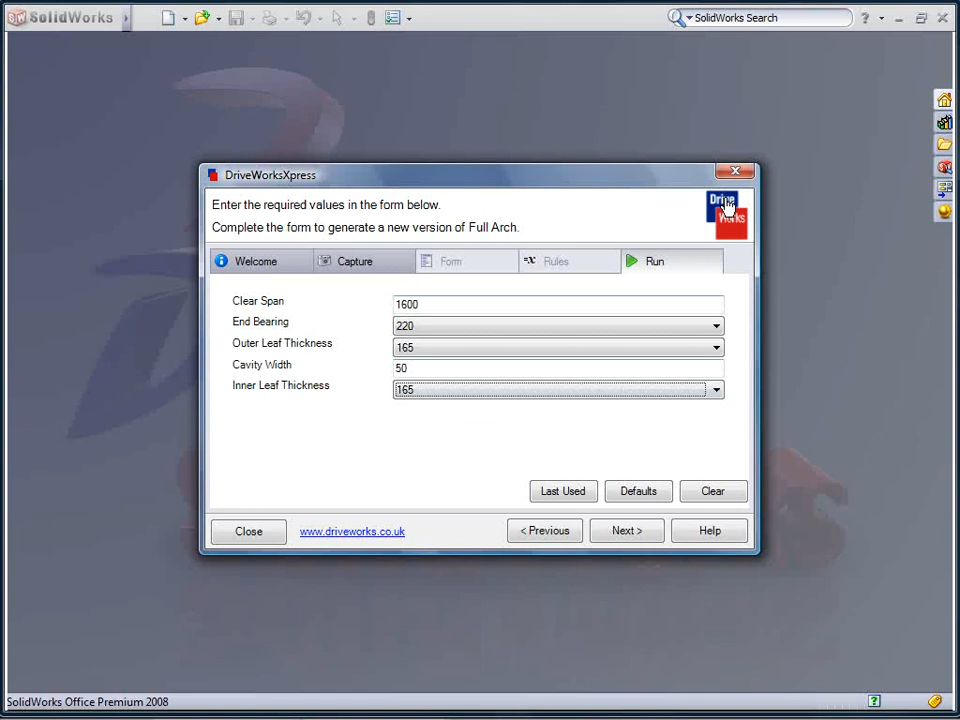 SolidWorks
SolidWorks Search
DriveWorksXpress
Enter the required values in the form below.
Complete the form to generate a new version of Full Arch.
Drive
Works
Welcome
Capture
Form
=x Rules
Run
Clear Span 1600
End Bearing 220
Outer Leaf Thickness 165
Cavity Width 50
Inner Leaf Thickness 165
Last Used Defaults Clear
Close www.driveworks.co.uk < Previous Next > Help
SolidWorks Office Premium 2008